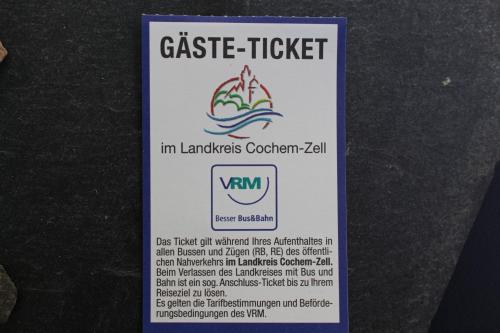 GÄSTE-TICKET
im Landkreis Cochem-Zell
VRM
Besser Bus&Bahn
Das Ticket gilt während Ihres Aufenthaltes in
allen Bussen und Zügen (RB, RE) des öffentli-
chen Nahverkehrs im Landkreis Cochem-Zell.
Beim Verlassen des Landkreises mit Bus und
Bahn ist ein sog. Anschluss-Ticket bis zu Ihrem
Reiseziel zu lösen.
Es gelten die Tarifbestimmungen und Beförde-
rungsbedingungen des VRM.